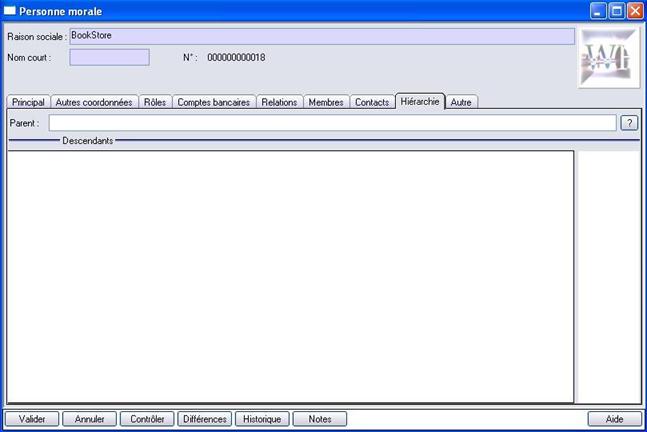 Personne morale
Raison sociale : BookStore
Nom court : N° : 000000000018
Principal Autres coordonnées Rôles Comptes bancaires Relations Membres Contacts Hiérarchie Autre
Parent : ?
Descendants
Valider Annuler Contrôler Différences Historique Notes Aide